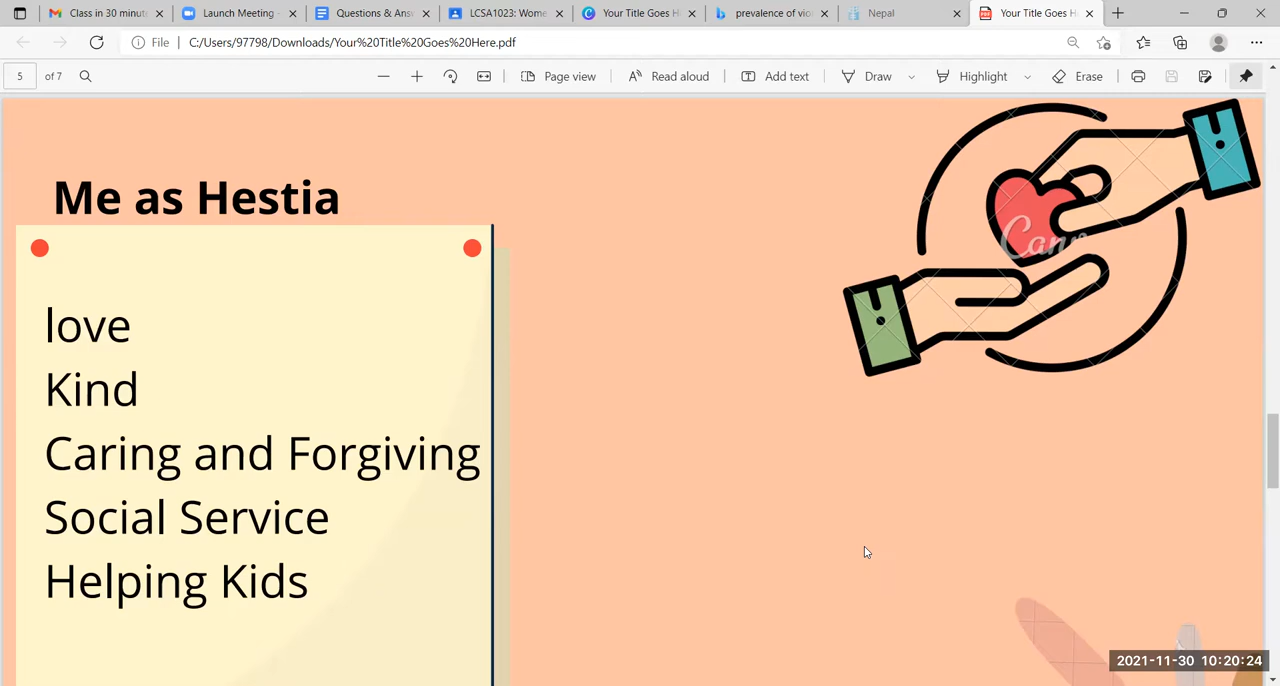 Class in 30 minut
Launch Meeting -
Questions & Ans
LCSA1023: Wome
Your Title Goes H
prevalence of vio
Nepal
Your Title Goes H
File
C:/Users/97798/Downloads/Your%20Title%20Goes%20Here.pdf
5
of 7
Page view
Read aloud
Add text
Draw
Highlight
Erase
Me as Hestia
love
Kind
Caring and Forgiving
Social Service
Helping Kids
2021-11-30 10:20:24